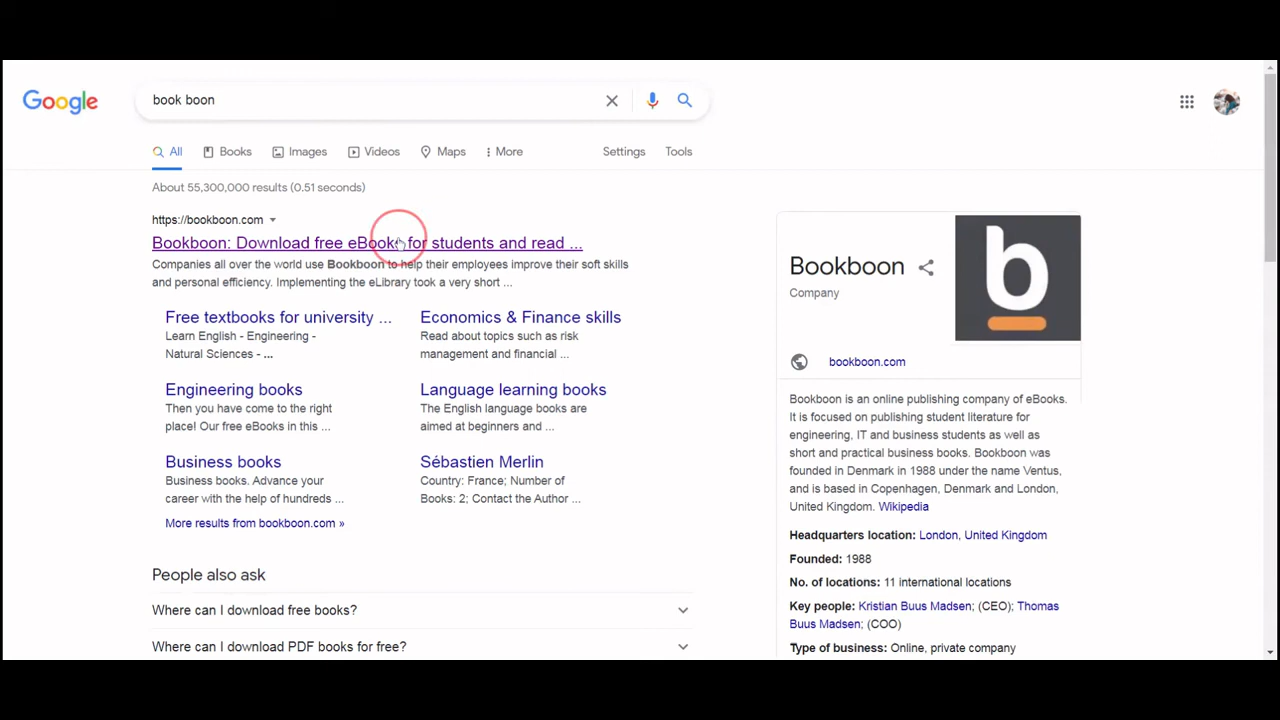 Google
book boon
All Books Images Videos Maps More Settings Tools
About 55,300,000 results (0.51 seconds)
https://bookboon.com
Bookboon: Download free eBooks for students and read ...
Companies all over the world use Bookboon to help their employees improve their soft skills
and personal efficiency. Implementing the eLibrary took a very short ...
Free textbooks for university ...
Learn English - Engineering -
Natural Sciences - ...
Economics & Finance skills
Read about topics such as risk
management and financial ...
Engineering books
Then you have come to the right
place! Our free eBooks in this ...
Language learning books
The English language books are
aimed at beginners and ...
Business books
Business books. Advance your
career with the help of hundreds ...
Sébastien Merlin
Country: France; Number of
Books: 2; Contact the Author ...
More results from bookboon.com »
People also ask
Where can I download free books?
Where can I download PDF books for free?
Bookboon
Company
b
bookboon.com
Bookboon is an online publishing company of eBooks.
It is focused on publishing student literature for
engineering, IT and business students as well as
short and practical business books. Bookboon was
founded in Denmark in 1988 under the name Ventus,
and is based in Copenhagen, Denmark and London,
United Kingdom. Wikipedia
Headquarters location: London, United Kingdom
Founded: 1988
No. of locations: 11 international locations
Key people: Kristian Buus Madsen; (CEO); Thomas
Buus Madsen; (COO)
Type of business: Online, private company